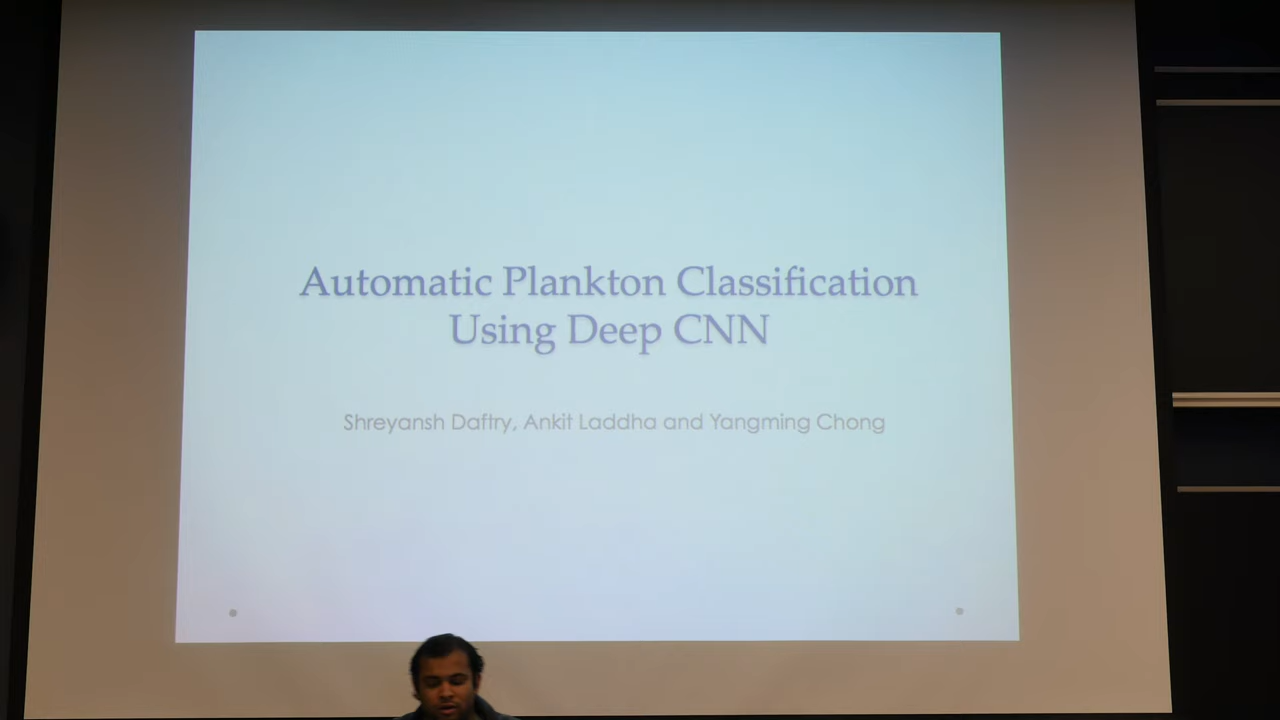 Automatic Plankton Classification
Using Deep CNN
Shreyansh Daftry, Ankit Laddha and Yangming Chong